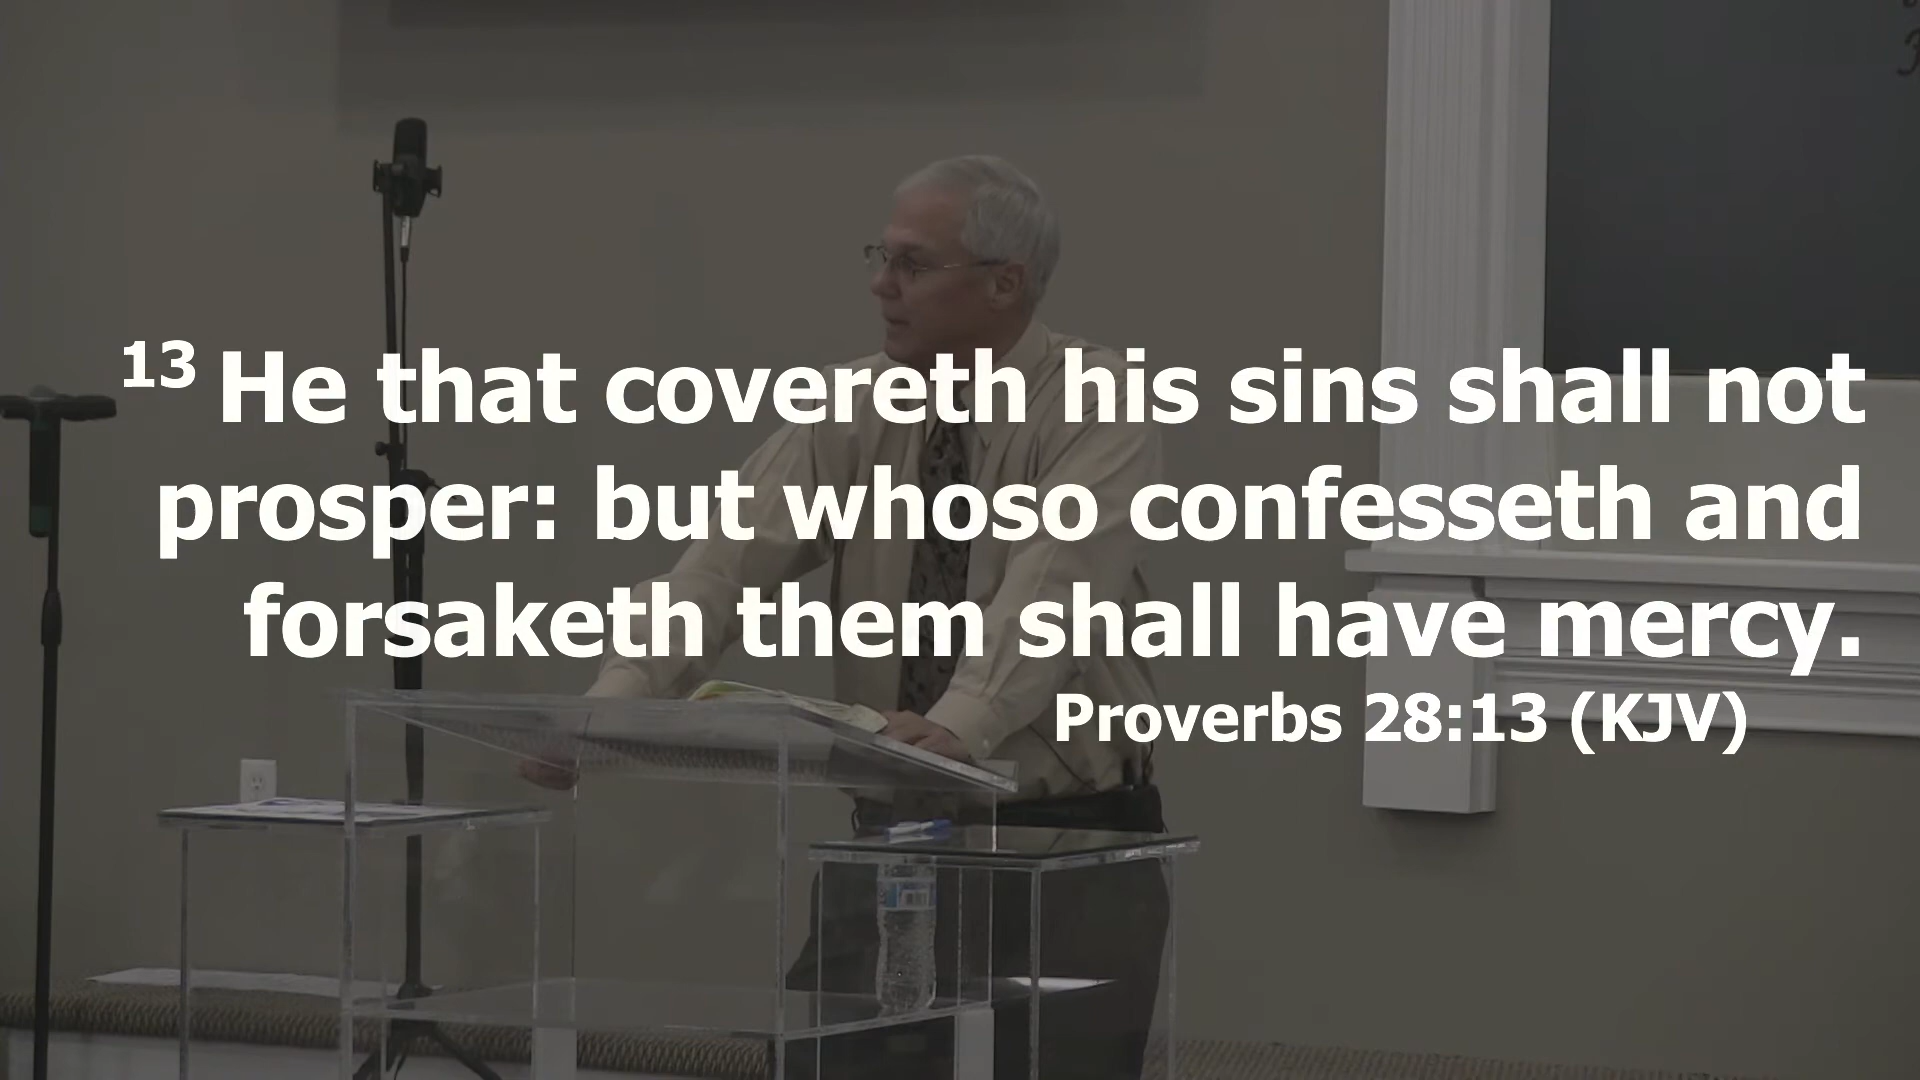 13 He that covereth his sins shall not
prosper: but whoso confesseth and
forsaketh them shall have mercy.
Proverbs 28:13 (KJV)